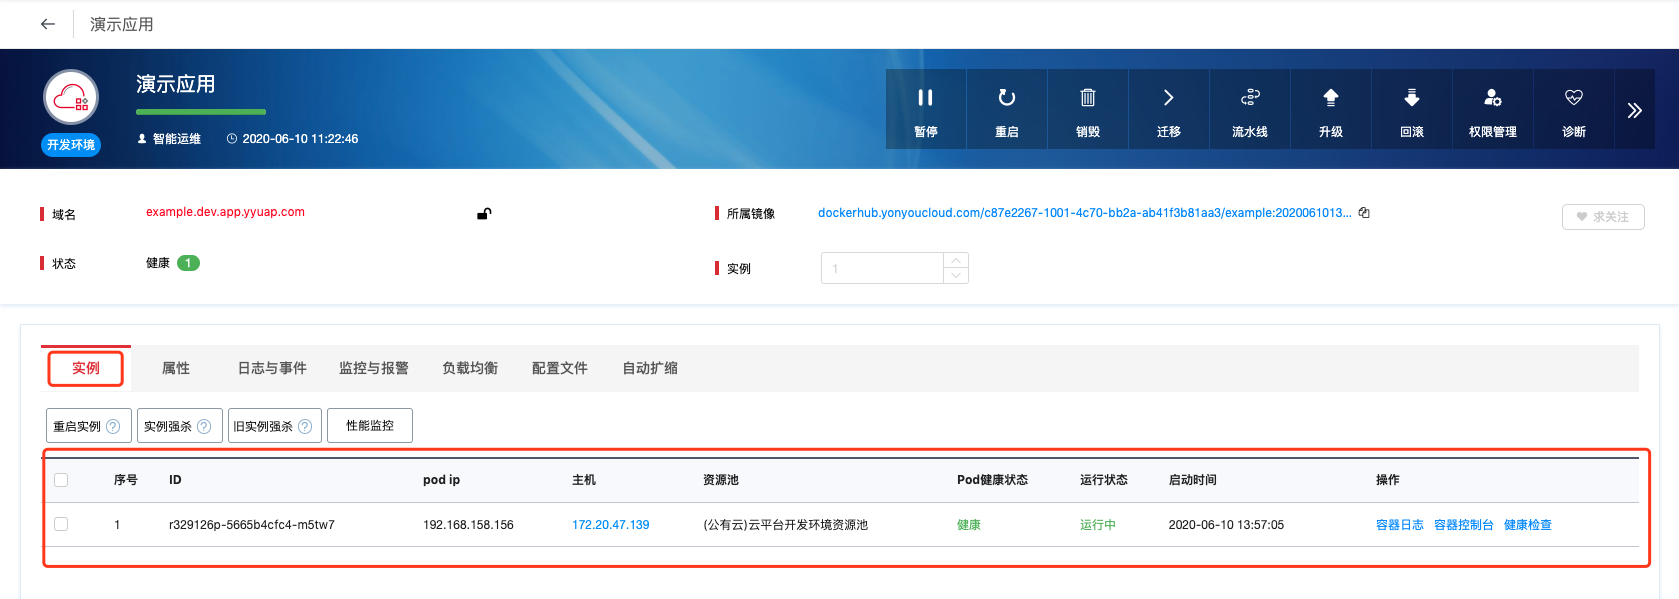 演示应用
演示应用
开发环境
智能运维 2020-06-10 11:22:46
暂停 重启 销毁 迁移 流水线 升级 回滚 权限管理 诊断
域名 example.dev.app.yyuap.com
所属镜像 dockerhub.yonyoucloud.com/c87e2267-1001-4c70-bb2a-ab41f3b81aa3/example:2020061013...
求关注
状态 健康 1
实例 1
实例 属性 日志与事件 监控与报警 负载均衡 配置文件 自动扩缩
重启实例 ? 实例强杀 ? 旧实例强杀 ? 性能监控
序号 ID pod ip 主机 资源池 Pod健康状态 运行状态 启动时间 操作
1 r329126p-5665b4cfc4-m5tw7 192.168.158.156 172.20.47.139 (公有云)云平台开发环境资源池 健康 运行中 2020-06-10 13:57:05 容器日志 容器控制台 健康检查